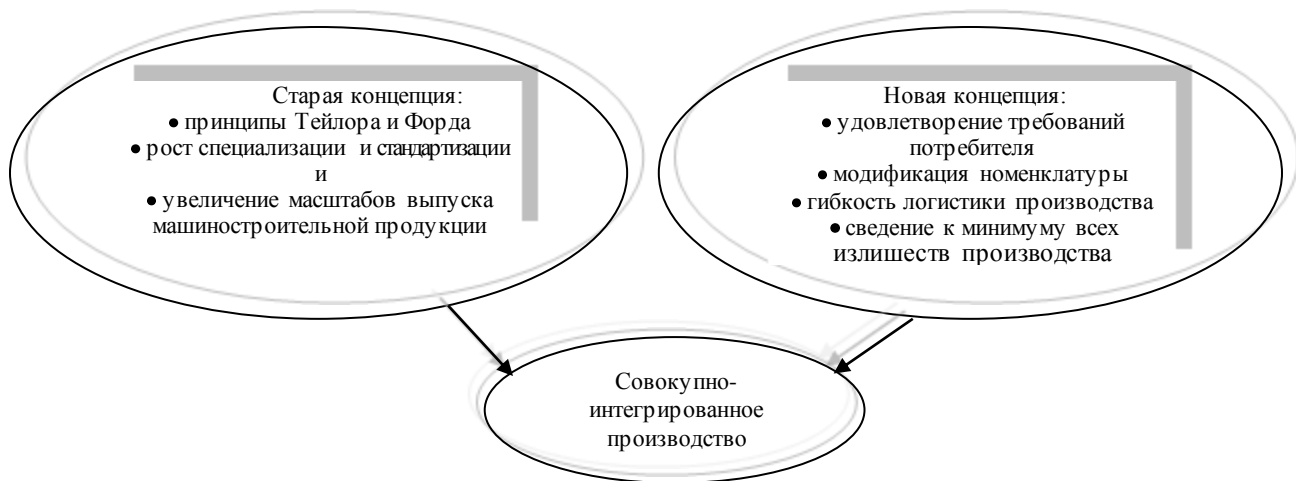 Старая концепция:
• принципы Тейлора и Форда
• рост специализации и стандартизации
и
• увеличение масштабов выпуска
машиностроительной продукции
Новая концепция:
• удовлетворение требований
потребителя
• модификация номенклатуры
• гибкость логистики производства
• сведение к минимуму всех
излишеств производства
Совокупно-
интегрированное
производство